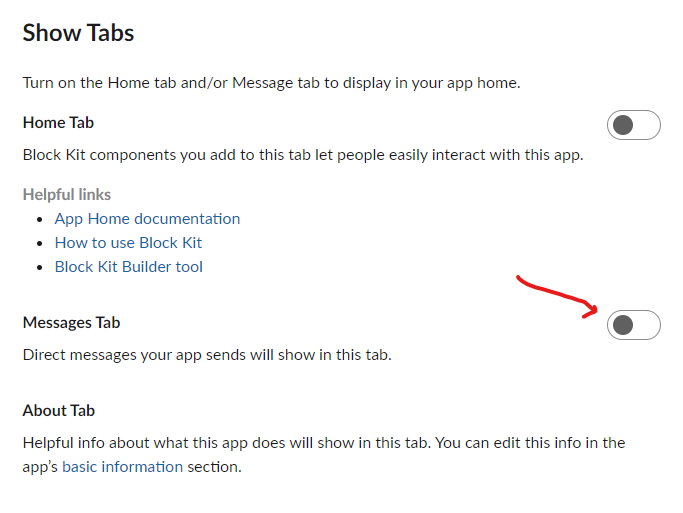 Show Tabs
Turn on the Home tab and/or Message tab to display in your app home.
Home Tab
Block Kit components you add to this tab let people easily interact with this app.
Helpful links
App Home documentation
How to use Block Kit
Block Kit Builder tool
Messages Tab
Direct messages your app sends will show in this tab.
About Tab
Helpful info about what this app does will show in this tab. You can edit this info in the
app's basic information section.